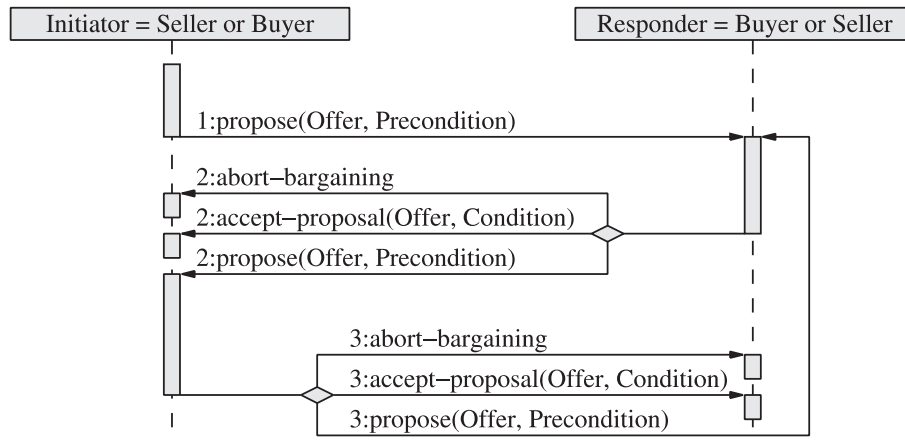 Initiator = Seller or Buyer
Responder = Buyer or Seller
1:propose(Offer, Precondition)
2:abort−bargaining
2:accept−proposal(Offer, Condition)
2:propose(Offer, Precondition)
3:abort−bargaining
3:accept−proposal(Offer, Condition)
3:propose(Offer, Precondition)